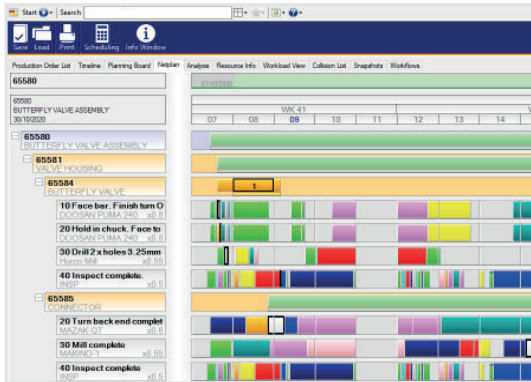 Start Search
Save Load Print Scheduling Info Window
Production Order List Timeline Planning Board Netplan Analysis Resource Info Workload View Collision List Snapshots Workflows
65580
07/10/2020
65580
BUTTERFLY VALVE ASSEMBLY
30/10/2020
WK 41
07 08 09 10 11 12 13 14
65580
BUTTERFLY VALVE ASSEMBLY
65581
VALVE HOUSING
65584
BUTTERFLY VALVE
1
10 Face bar. Finish turn O
DOOSAN PUMA 240 x0.8
20 Hold in chuck. Face to
DOOSAN PUMA 240 x0.8
30 Drill 2 x holes 3.25mm
Hurco Mill x0.55
40 Inspect complete.
INSP x0.5
65585
CONNECTOR
20 Turn back end complet
MAZAK-QT x0.6
30 Mill complete
MAKINO-1 x0.55
40 Inspect complete
INSP x0.5